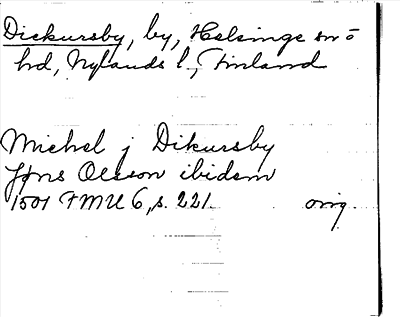 Dickursby, by, Helsinge sn o
hd, Nylands l., Finland
Michel j Dikursby
Jöns Olsson ibidem
1501 FMU 6, s. 221. orig.